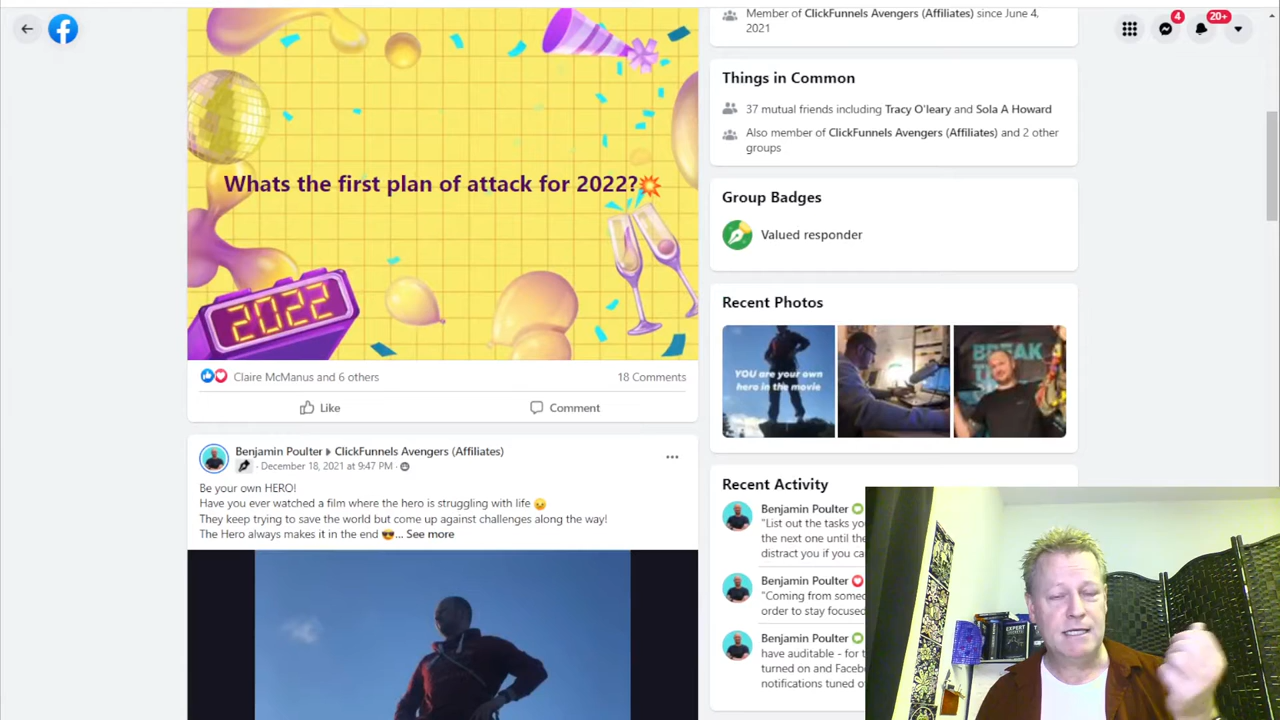 Member of ClickFunnels Avengers (Affiliates) since June 4,
2021
4
20+
Things in Common
37 mutual friends including Tracy O'leary and Sola A Howard
Also member of ClickFunnels Avengers (Affiliates) and 2 other
groups
Whats the first plan of attack for 2022?
2022
Group Badges
Valued responder
Claire McManus and 6 others
18 Comments
Like
Comment
Recent Photos
YOU are your own
hero in the movie
BREAK
Benjamin Poulter ClickFunnels Avengers (Affiliates)
· December 18, 2021 at 9:47 PM ·
Be your own HERO!
Have you ever watched a film where the hero is struggling with life
They keep trying to save the world but come up against challenges along the way!
The Hero always makes it in the end ... See more
Recent Activity
Benjamin Poulter
"List out the tasks yo
the next one until the
distract you if you ca
Benjamin Poulter
"Coming from some
order to stay focused
Benjamin Poulter
have auditable - for t
turned on and Facebo
notifications tuned o
EXPERT